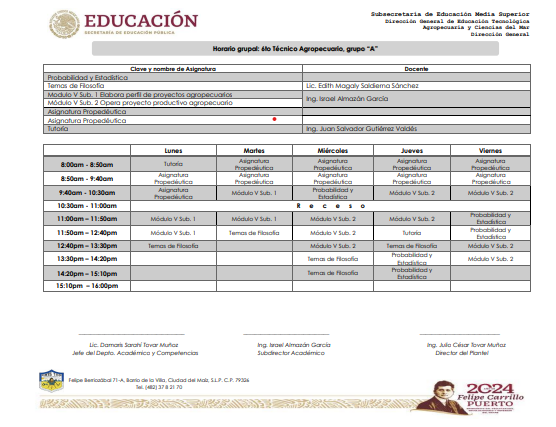 EDUCACIÓN
SECRETARÍA DE EDUCACIÓN PÚBLICA
Subsecretaría de Educación Media Superior
Dirección General de Educación Tecnológica
Agropecuaria y Ciencias del Mar
Dirección General
Horario grupal: 6to Técnico Agropecuario, grupo "A"
Clave y nombre de Asignatura Docente
Probabilidad y Estadística
Temas de Filosofía Lic. Edith Magaly Saldierna Sánchez
Modulo V Sub. 1 Elabora perfil de proyectos agropecuarios
Módulo V Sub. 2 Opera proyecto productivo agropecuario Ing. Israel Almazán García
Asignatura Propedéutica
Asignatura Propedéutica
Tutoría Ing. Juan Salvador Gutiérrez Valdés
Lunes Martes Miércoles Jueves Viernes
8:00am - 8:50am Tutoría Asignatura Propedéutica Asignatura Propedéutica Asignatura Propedéutica Asignatura Propedéutica
8:50am - 9:40am Asignatura Propedéutica Asignatura Propedéutica Asignatura Propedéutica Asignatura Propedéutica Asignatura Propedéutica
9:40am - 10:30am Asignatura Propedéutica Módulo V Sub. 1 Probabilidad y Estadística Módulo V Sub. 2 Módulo V Sub. 2
10:30am - 11:00am R e c e s o
11:00am – 11:50am Módulo V Sub. 1 Módulo V Sub. 1 Módulo V Sub. 2 Módulo V Sub. 2 Probabilidad y Estadística
11:50am – 12:40pm Módulo V Sub. 1 Temas de Filosofía Módulo V Sub. 2 Tutoría Probabilidad y Estadística
12:40pm – 13:30pm Temas de Filosofía Módulo V Sub. 2 Temas de Filosofía Módulo V Sub. 2
13:30pm – 14:20pm Temas de Filosofía Probabilidad y Estadística Módulo V Sub. 2
14:20pm – 15:10pm Temas de Filosofía Probabilidad y Estadística
15:10pm – 16:00pm
Lic. Damaris Sarahí Tovar Muñoz Ing. Israel Almazán García Ing. Julio César Tovar Muñoz
Jefe del Depto. Académico y Competencias Subdirector Académico Director del Plantel
Felipe Berriozábal 71-A, Barrio de la Villa. Ciudad del Maíz, S.L.P. C.P. 79326
Tel. (482) 37 8 21 70
2024
Felipe Carrillo
PUERTO